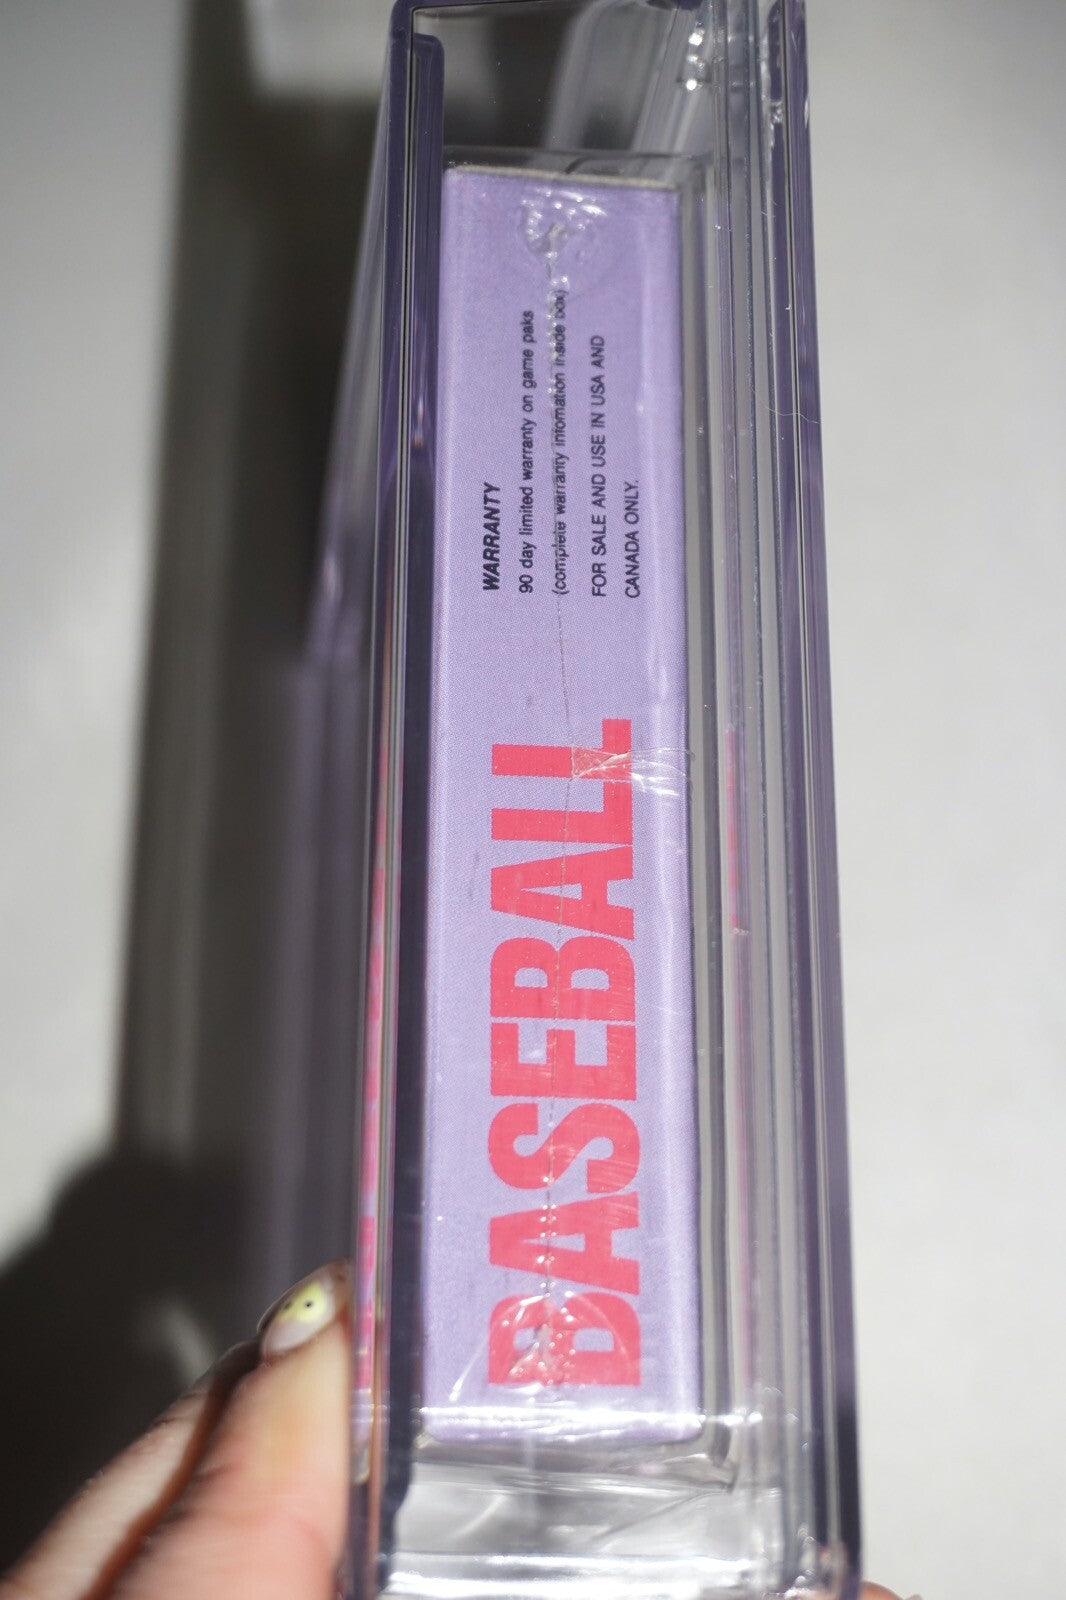 WARRANTY
90 day limited warranty on game paks
(complete warranty infomation inside box)
FOR SALE AND USE IN USA AND
CANADA ONLY.
BASEBALL